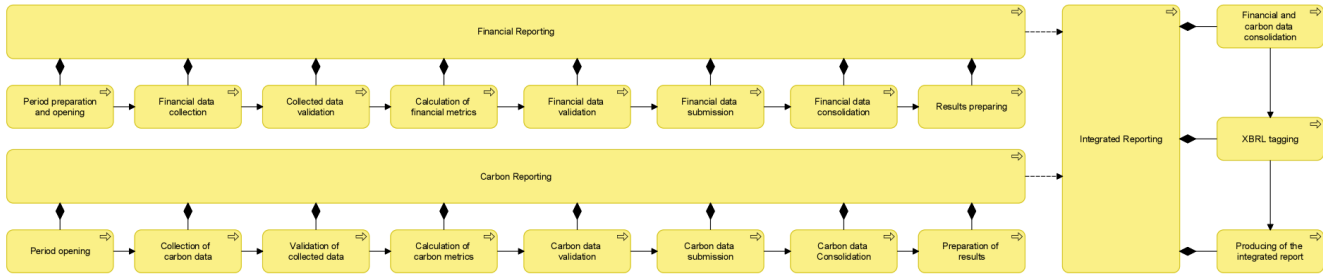 Financial Reporting
Period preparation
and opening
Financial data
collection
Collected data
validation
Calculation of
financial metrics
Financial data
validation
Financial data
submission
Financial data
consolidation
Results preparing
Carbon Reporting
Period opening
Collection of
carbon data
Validation of
collected data
Calculation of
carbon metrics
Carbon data
validation
Carbon data
submission
Carbon data
Consolidation
Preparation of
results
Integrated Reporting
Financial and
carbon data
consolidation
XBRL tagging
Producing of the
integrated report